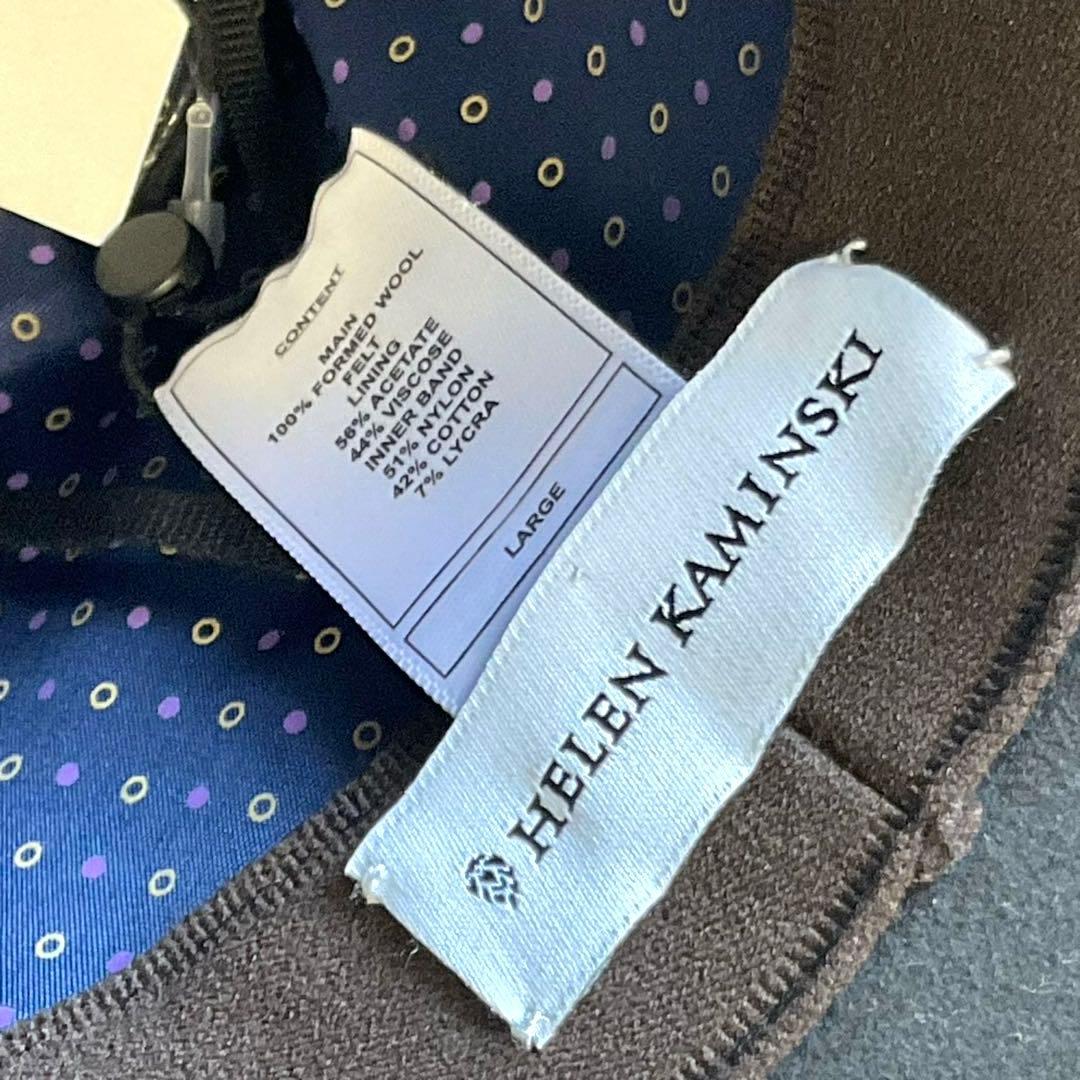 CONTENT
MAIN
100% FORMED WOOL
FELT
LINING
56% ACETATE
44% VISCOSE
INNER BAND
51% NYLON
42% COTTON
7% LYCRA
LARGE
HELEN KAMINSKI